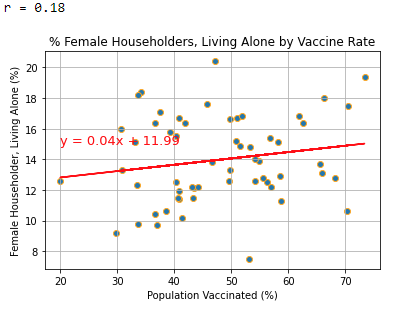 r = 0.18
% Female Householders, Living Alone by Vaccine Rate
Female Householder, Living Alone (%)
20
18
16
14
12
10
8
y = 0.04x + 11.99
20 30 40 50 60 70
Population Vaccinated (%)